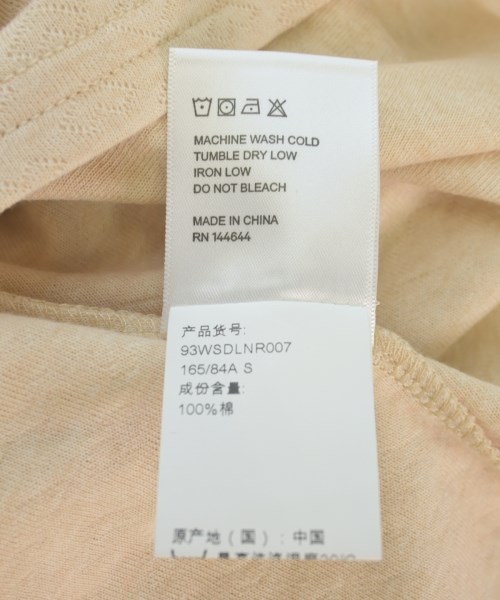 MACHINE WASH COLD
TUMBLE DRY LOW
IRON LOW
DO NOT BLEACH
MADE IN CHINA
RN 144644
产品货号:
93WSDLNR007
165/84A S
成份含量:
100%棉
原产地（国）: 中国